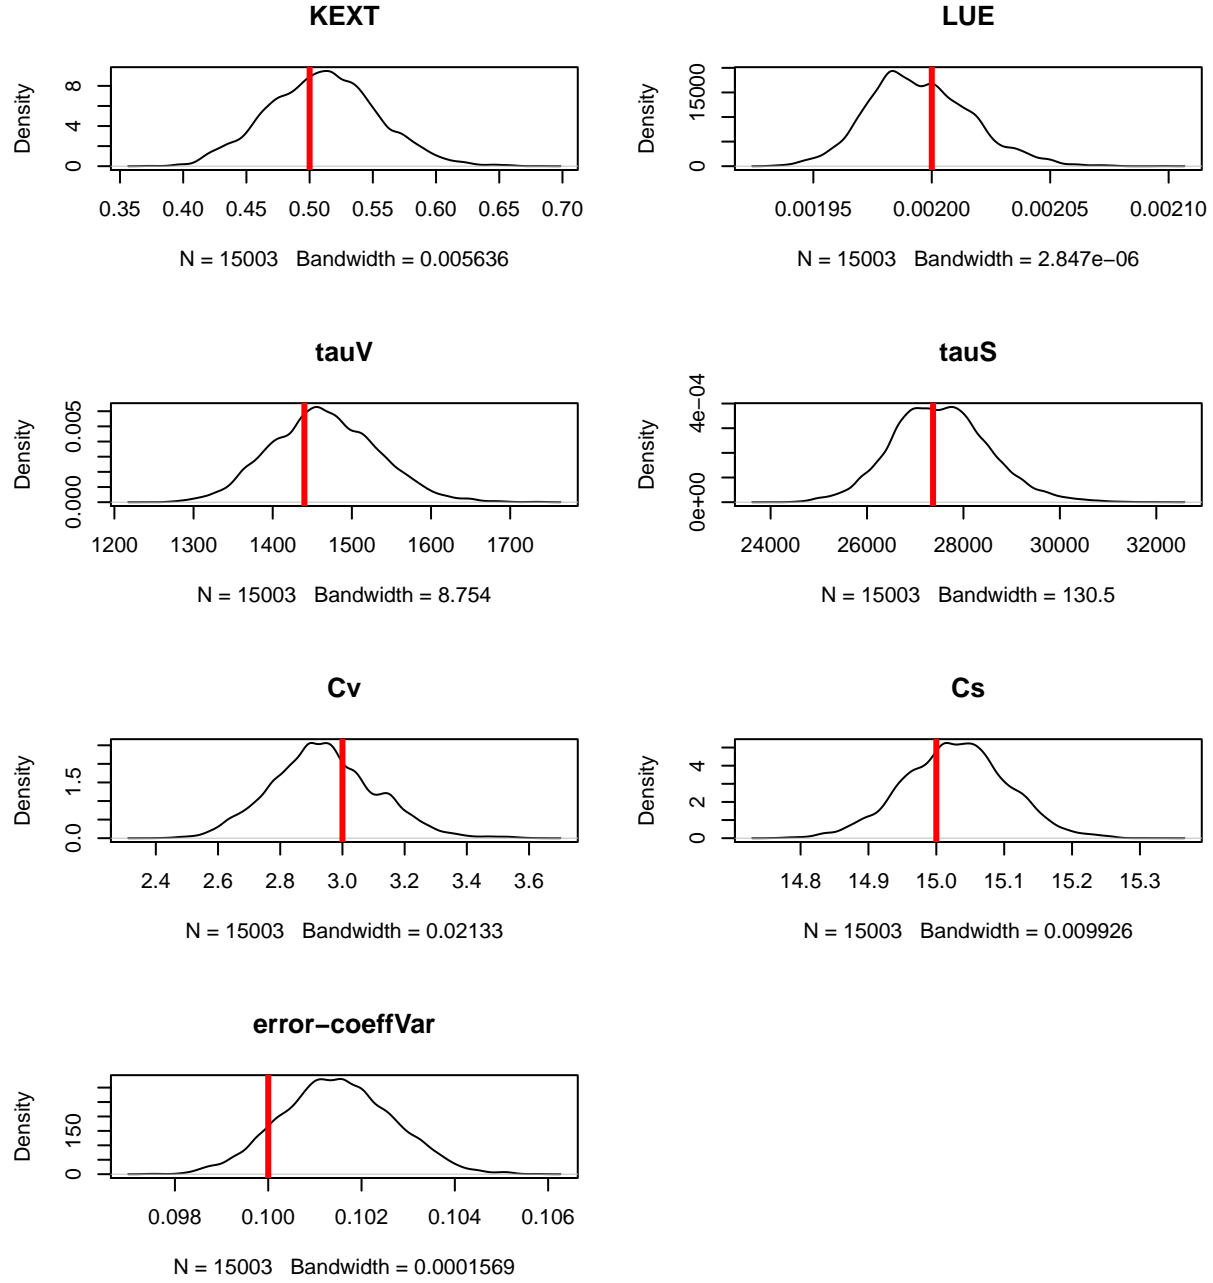 KEXT
Density
0 4 8
0.35 0.40 0.45 0.50 0.55 0.60 0.65 0.70
N = 15003 Bandwidth = 0.005636
LUE
Density
0 15000
0.00195 0.00200 0.00205 0.00210
N = 15003 Bandwidth = 2.847e−06
tauV
Density
0.000 0.005
1200 1300 1400 1500 1600 1700
N = 15003 Bandwidth = 8.754
tauS
Density
0e+00 4e−04
24000 26000 28000 30000 32000
N = 15003 Bandwidth = 130.5
Cv
Density
0.0 1.5
2.4 2.6 2.8 3.0 3.2 3.4 3.6
N = 15003 Bandwidth = 0.02133
Cs
Density
0 2 4
14.8 14.9 15.0 15.1 15.2 15.3
N = 15003 Bandwidth = 0.009926
error−coeffVar
Density
0 150
0.098 0.100 0.102 0.104 0.106
N = 15003 Bandwidth = 0.0001569